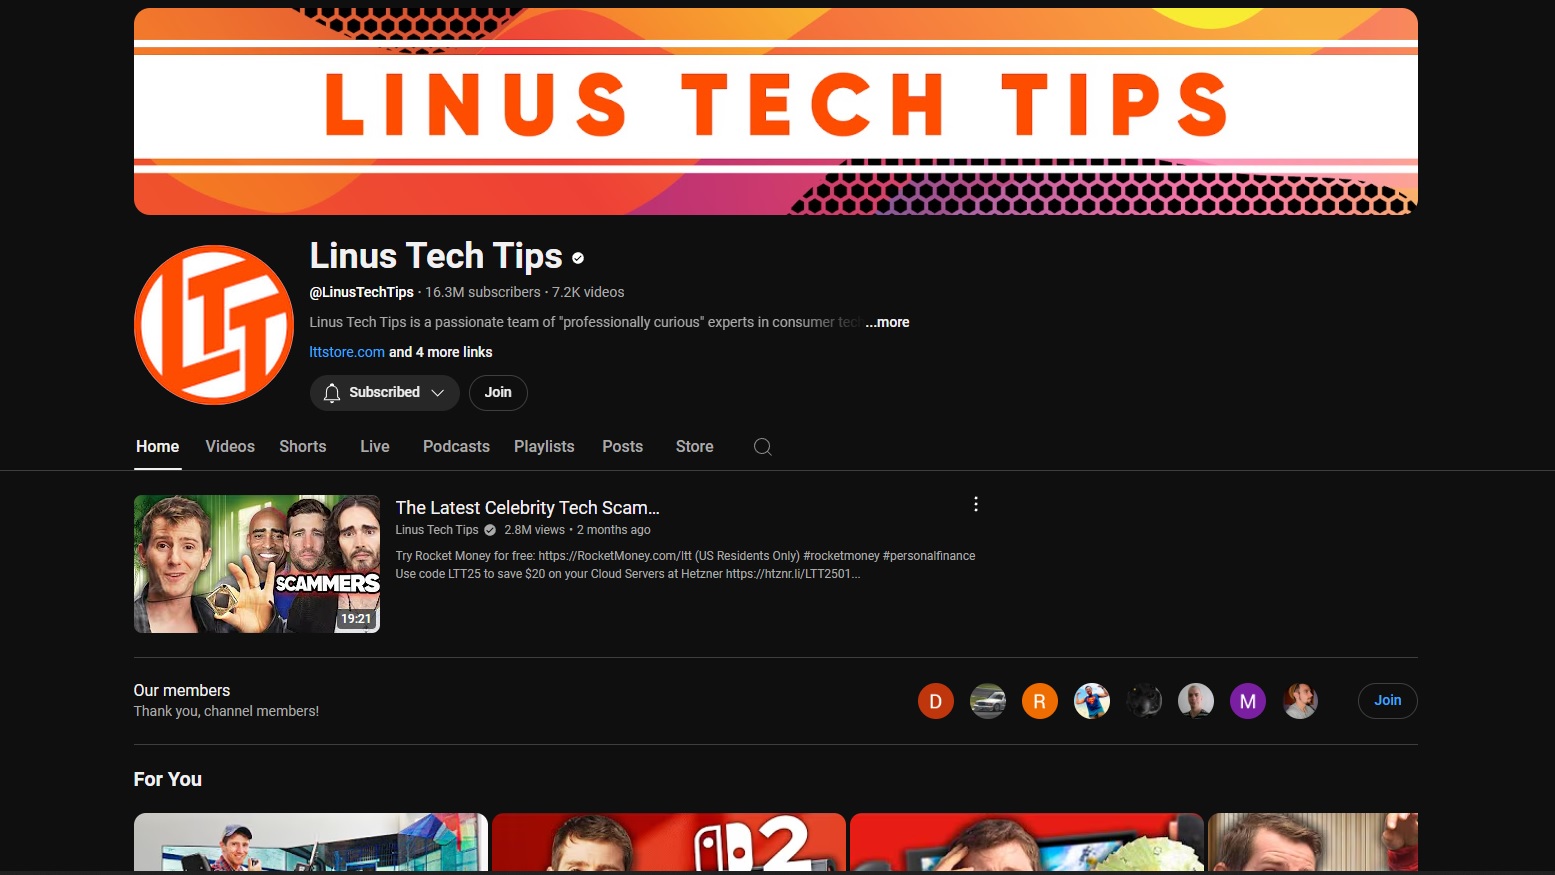 LINUS TECH TIPS
Linus Tech Tips
@LinusTechTips · 16.3M subscribers · 7.2K videos
Linus Tech Tips is a passionate team of "professionally curious" experts in consumer tech ...more
lttstore.com and 4 more links
Subscribed
Join
LTT
Home Videos Shorts Live Podcasts Playlists Posts Store
The Latest Celebrity Tech Scam...
Linus Tech Tips 2.8M views • 2 months ago
Try Rocket Money for free: https://RocketMoney.com/ltt (US Residents Only) #rocketmoney #personalfinance
Use code LTT25 to save $20 on your Cloud Servers at Hetzner https://htznr.li/LTT2501...
SCAMMERS
19:21
Our members
Thank you, channel members!
D
R
M
Join
For You
2